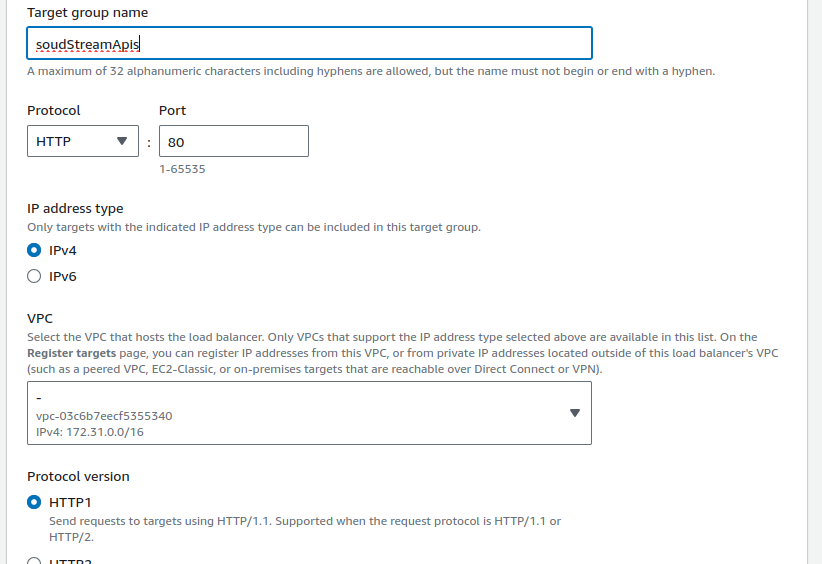 Target group name
soudStreamApis
A maximum of 32 alphanumeric characters including hyphens are allowed, but the name must not begin or end with a hyphen.
Protocol
Port
HTTP
:
80
1-65535
IP address type
Only targets with the indicated IP address type can be included in this target group.
IPv4
IPv6
VPC
Select the VPC that hosts the load balancer. Only VPCs that support the IP address type selected above are available in this list. On the
Register targets page, you can register IP addresses from this VPC, or from private IP addresses located outside of this load balancer's VPC
(such as a peered VPC, EC2-Classic, or on-premises targets that are reachable over Direct Connect or VPN).
-
vpc-03c6b7eecf5355340
IPv4: 172.31.0.0/16
Protocol version
HTTP1
Send requests to targets using HTTP/1.1. Supported when the request protocol is HTTP/1.1 or
HTTP/2.
HTTP2